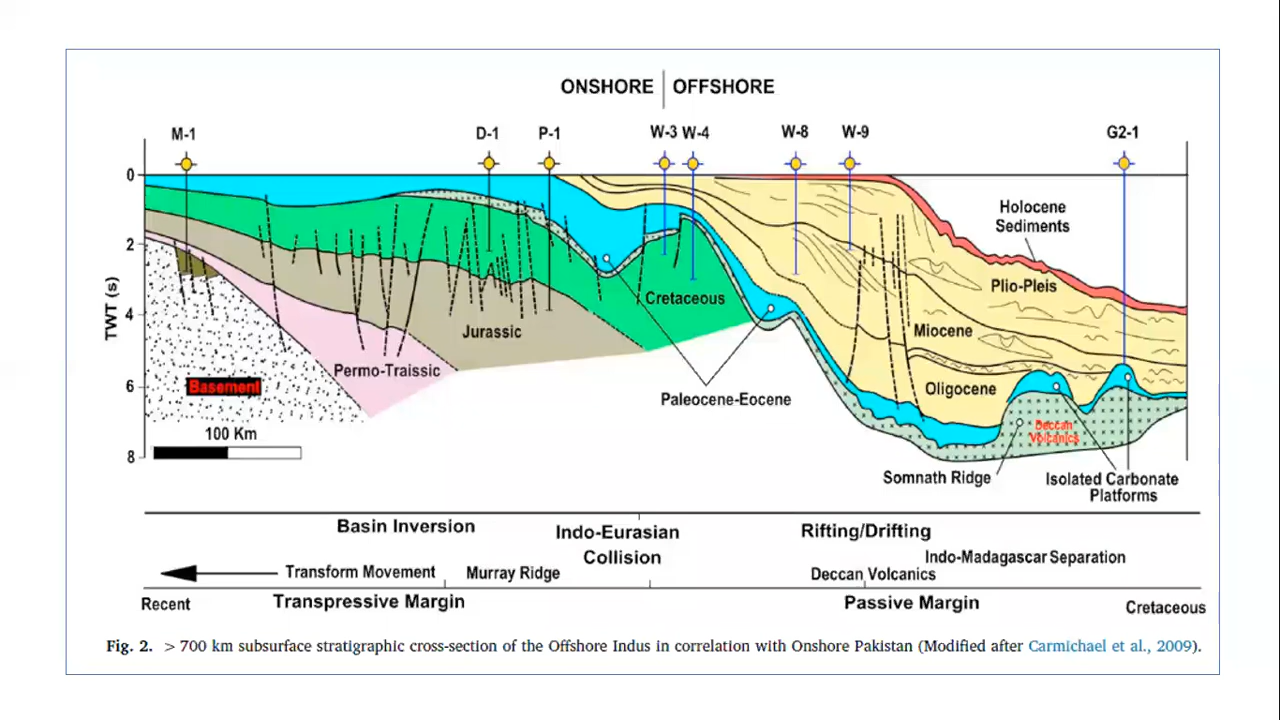 ONSHORE OFFSHORE
M-1 D-1 P-1 W-3 W-4 W-8 W-9 G2-1
0
2
4
6
8
TWT (s)
Holocene
Sediments
Plio-Pleis
Cretaceous
Miocene
Jurassic
Permo-Traissic
Basement
Paleocene-Eocene
Oligocene
100 Km
Deccan
Volcanics
Somnath Ridge
Isolated Carbonate
Platforms
Basin Inversion
Indo-Eurasian
Collision
Rifting/Drifting
Indo-Madagascar Separation
Transform Movement
Murray Ridge
Deccan Volcanics
Recent
Transpressive Margin
Passive Margin
Cretaceous
Fig. 2. > 700 km subsurface stratigraphic cross-section of the Offshore Indus in correlation with Onshore Pakistan (Modified after Carmichael et al., 2009).